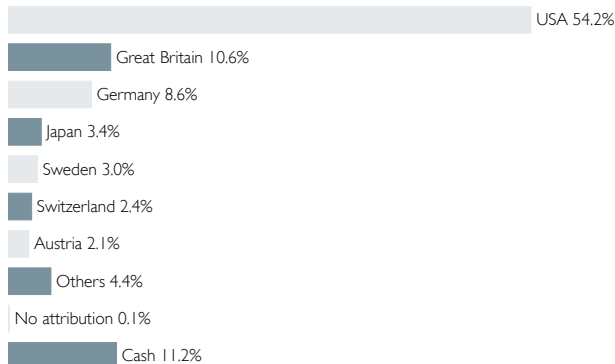 USA 54.2%
Great Britain 10.6%
Germany 8.6%
Japan 3.4%
Sweden 3.0%
Switzerland 2.4%
Austria 2.1%
Others 4.4%
No attribution 0.1%
Cash 11.2%